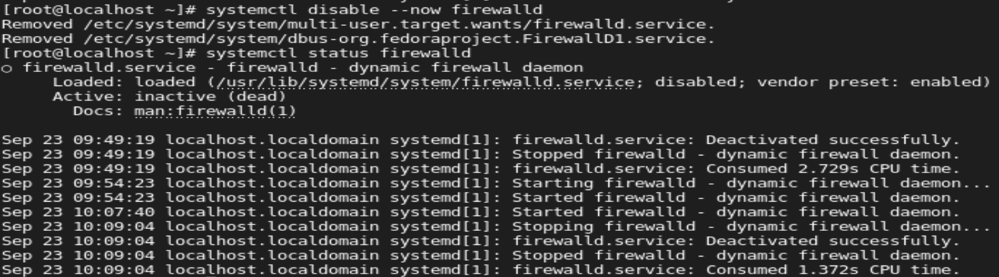 [root@localhost ~]# systemctl disable --now firewalld
Removed /etc/systemd/system/multi-user.target.wants/firewalld.service.
Removed /etc/systemd/system/dbus-org.fedoraproject.FirewallD1.service.
[root@localhost ~]# systemctl status firewalld
○ firewalld.service - firewalld - dynamic firewall daemon
     Loaded: loaded (/usr/lib/systemd/system/firewalld.service; disabled; vendor preset: enabled)
     Active: inactive (dead)
       Docs: man:firewalld(1)

Sep 23 09:49:19 localhost.localdomain systemd[1]: firewalld.service: Deactivated successfully.
Sep 23 09:49:19 localhost.localdomain systemd[1]: Stopped firewalld - dynamic firewall daemon.
Sep 23 09:49:19 localhost.localdomain systemd[1]: firewalld.service: Consumed 2.729s CPU time.
Sep 23 09:54:23 localhost.localdomain systemd[1]: Starting firewalld - dynamic firewall daemon...
Sep 23 09:54:23 localhost.localdomain systemd[1]: Started firewalld - dynamic firewall daemon.
Sep 23 10:07:40 localhost.localdomain systemd[1]: Started firewalld - dynamic firewall daemon.
Sep 23 10:09:04 localhost.localdomain systemd[1]: Stopping firewalld - dynamic firewall daemon...
Sep 23 10:09:04 localhost.localdomain systemd[1]: firewalld.service: Deactivated successfully.
Sep 23 10:09:04 localhost.localdomain systemd[1]: Stopped firewalld - dynamic firewall daemon.
Sep 23 10:09:04 localhost.localdomain systemd[1]: firewalld.service: Consumed 1.372s CPU time.